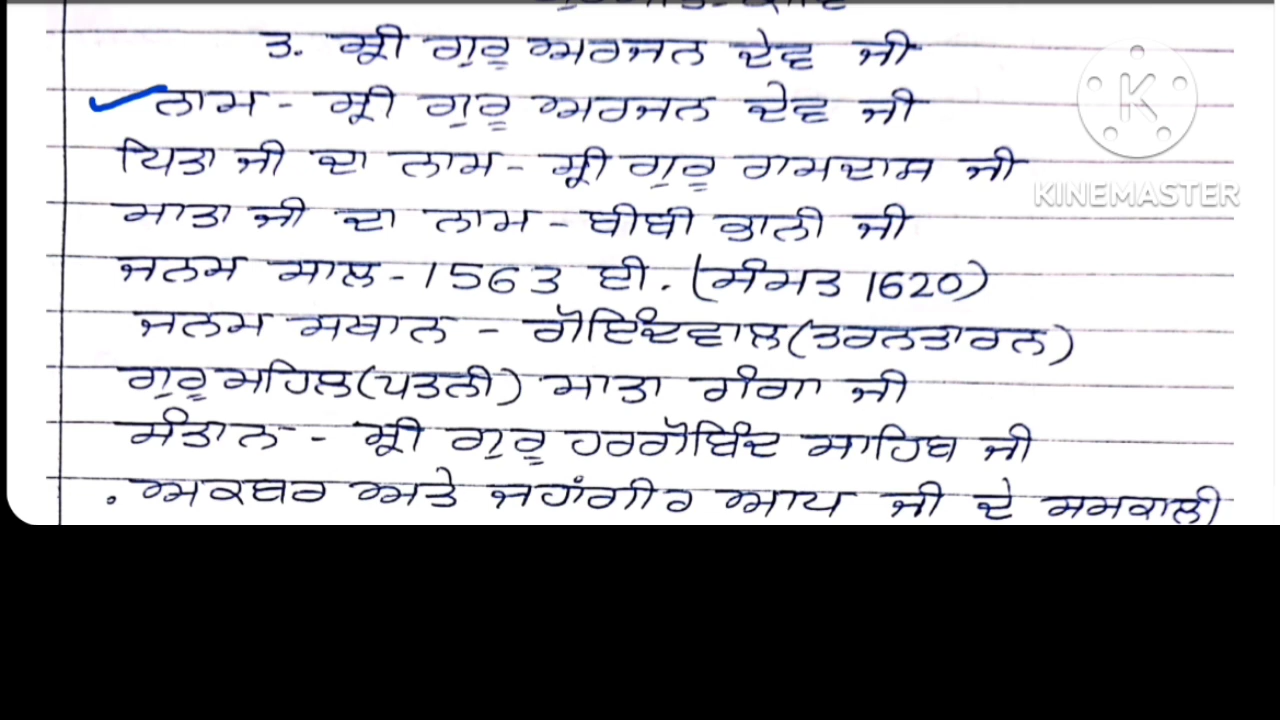 3. ਸ੍ਰੀ ਗੁਰੂ ਅਰਜਨ ਦੇਵ ਜੀ
ਨਾਮ - ਸ੍ਰੀ ਗੁਰੂ ਅਰਜਨ ਦੇਵ ਜੀ
ਪਿਤਾ ਜੀ ਦਾ ਨਾਮ - ਸ੍ਰੀ ਗੁਰੂ ਰਾਮਦਾਸ ਜੀ
ਮਾਤਾ ਜੀ ਦਾ ਨਾਮ - ਬੀਬੀ ਭਾਨੀ ਜੀ
ਜਨਮ ਸਾਲ - 1563 ਈ. (ਸੰਮਤ 1620)
ਜਨਮ ਸਥਾਨ - ਗੋਇੰਦਵਾਲ (ਤਰਨਤਾਰਨ)
ਗੁਰੂ ਮਹਿਲ (ਪਤਨੀ) ਮਾਤਾ ਗੰਗਾ ਜੀ
ਸੰਤਾਨ - ਸ੍ਰੀ ਗੁਰੂ ਹਰਗੋਬਿੰਦ ਸਾਹਿਬ ਜੀ
. ਅਕਬਰ ਅਤੇ ਜਹਾਂਗੀਰ ਆਪ ਜੀ ਦੇ ਸਮਕਾਲੀ
KINEMASTER